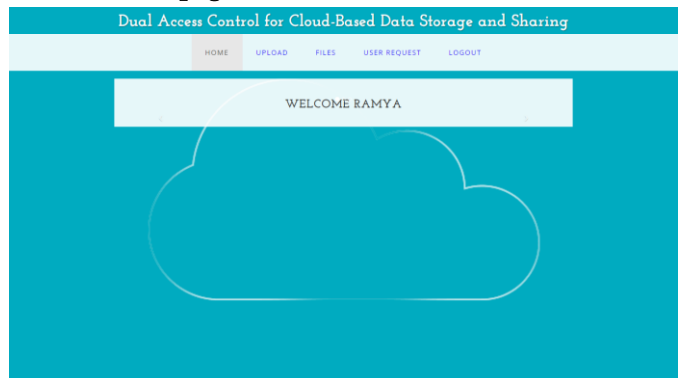 Dual Access Control for Cloud-Based Data Storage and Sharing
HOME UPLOAD FILES USER REQUEST LOGOUT
WELCOME RAMYA